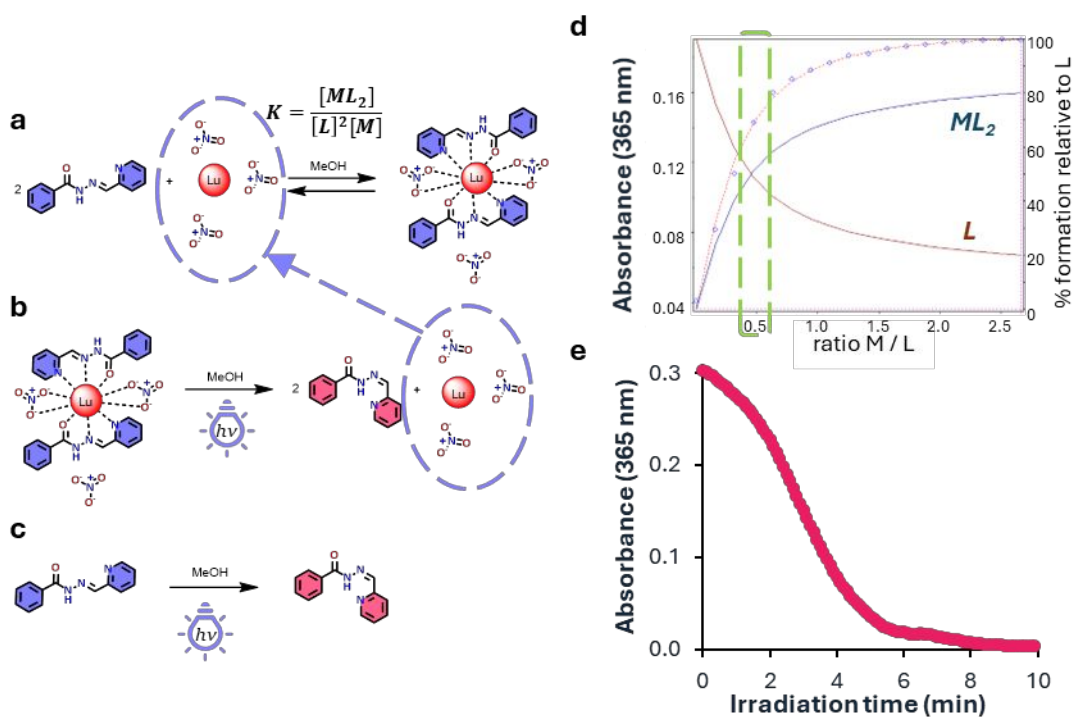 a
K = [ML₂] / [L]²[M]
2
O
N
N
H
N
+
O⁻
N⁺
O
O⁻
O⁻
N⁺
O
O⁻
O⁻
N⁺
O
O⁻
Lu
MeOH
Lu
b
Lu
MeOH
hν
2
O
N
N
H
N
+
Lu
c
O
N
N
H
N
MeOH
hν
O
N
N
H
N
d
Absorbance (365 nm)
0.16
0.12
0.08
0.04
ML₂
L
100
80
60
40
20
0
% formation relative to L
0.5
1.0
1.5
2.0
2.5
ratio M / L
e
Absorbance (365 nm)
0.3
0.2
0.1
0.0
0
2
4
6
8
10
Irradiation time (min)